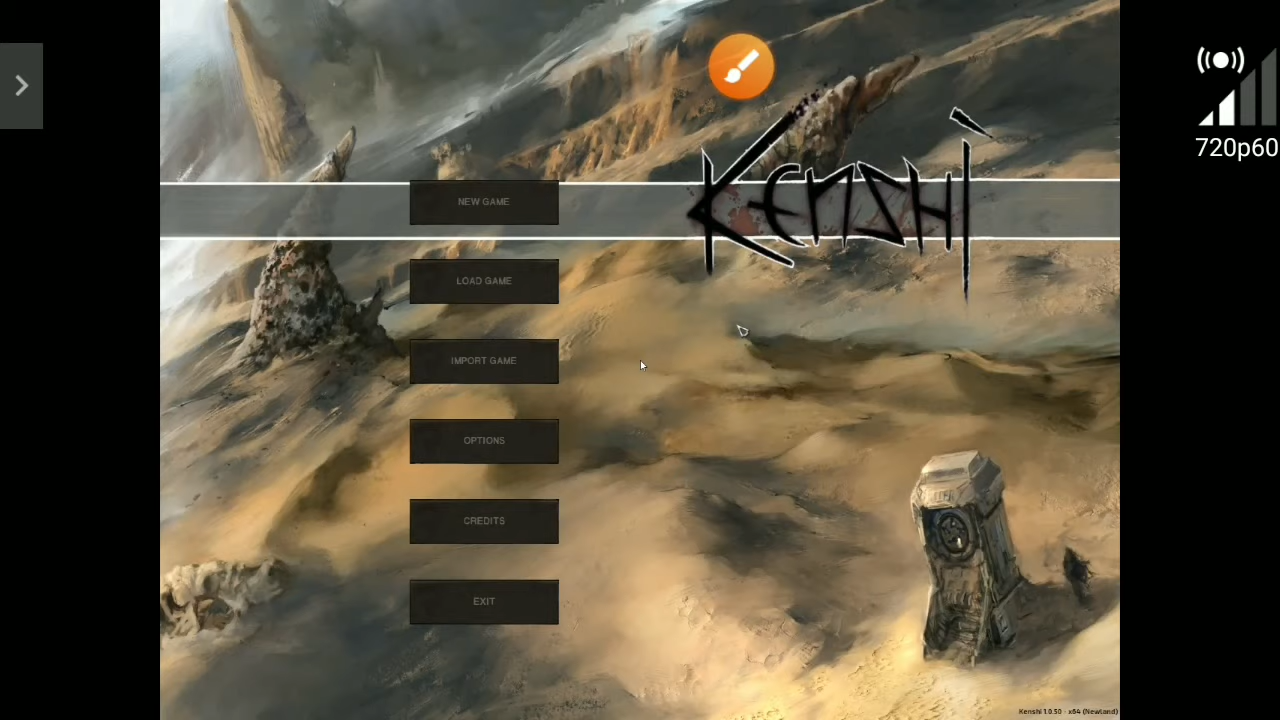 720p60
KENSHI
NEW GAME
LOAD GAME
IMPORT GAME
OPTIONS
CREDITS
EXIT
Kenshi 1.0.50 - x64 (Newland)